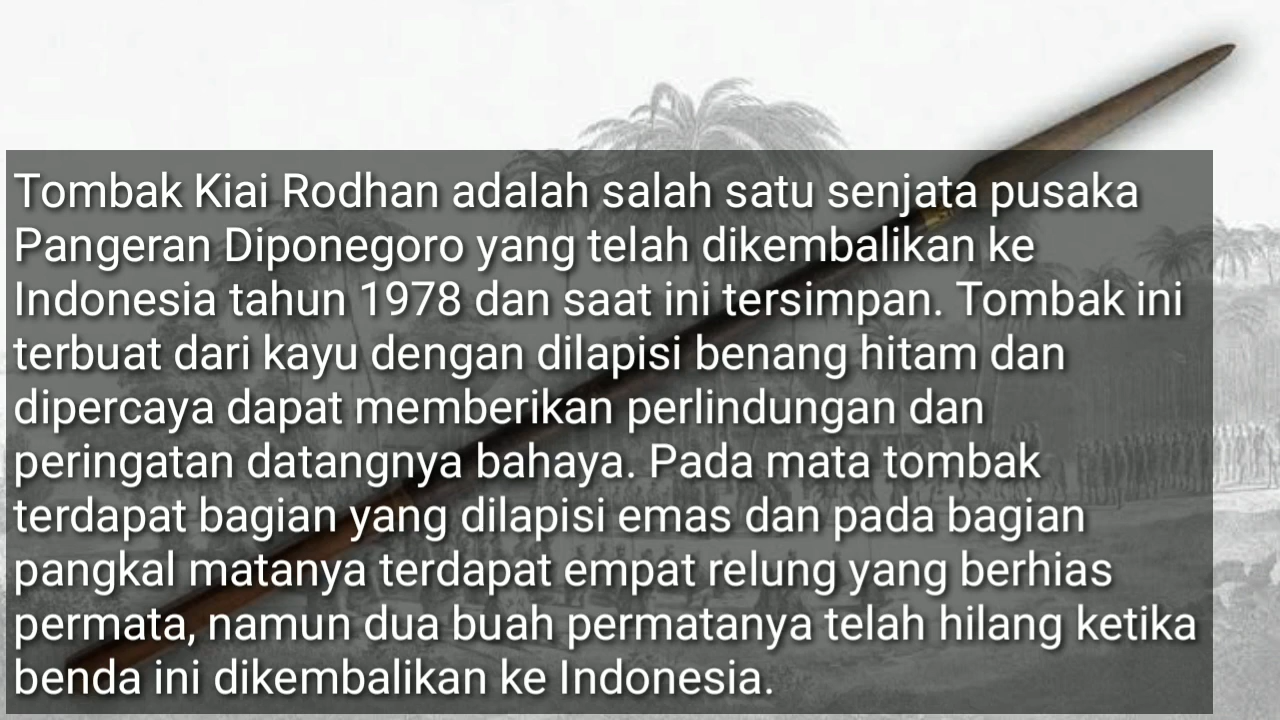 Tombak Kiai Rodhan adalah salah satu senjata pusaka
Pangeran Diponegoro yang telah dikembalikan ke
Indonesia tahun 1978 dan saat ini tersimpan. Tombak ini
terbuat dari kayu dengan dilapisi benang hitam dan
dipercaya dapat memberikan perlindungan dan
peringatan datangnya bahaya. Pada mata tombak
terdapat bagian yang dilapisi emas dan pada bagian
pangkal matanya terdapat empat relung yang berhias
permata, namun dua buah permatanya telah hilang ketika
benda ini dikembalikan ke Indonesia.